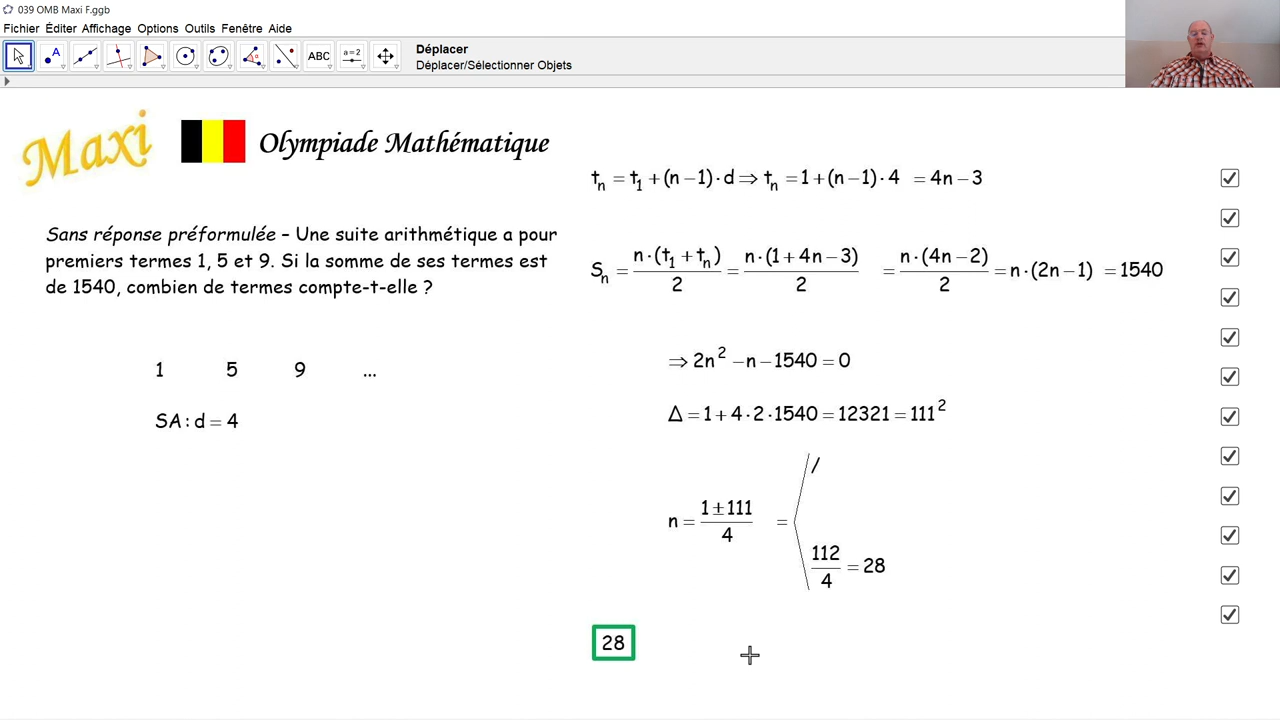 039 OMB Maxi F.ggb
Fichier Éditer Affichage Options Outils Fenêtre Aide
A
ABC
a=2
Déplacer
Déplacer/Sélectionner Objets
Maxi
Olympiade Mathématique
Sans réponse préformulée – Une suite arithmétique a pour
premiers termes 1, 5 et 9. Si la somme de ses termes est
de 1540, combien de termes compte-t-elle ?
1 5 9 ...
SA : d = 4
tₙ = t₁ + (n – 1) · d ⇒ tₙ = 1 + (n – 1) · 4 = 4n – 3
Sₙ = n · (t₁ + tₙ) / 2 = n · (1 + 4n – 3) / 2 = n · (4n – 2) / 2 = n · (2n – 1) = 1540
⇒ 2n² – n – 1540 = 0
Δ = 1 + 4 · 2 · 1540 = 12321 = 111²
/
n = 1 ± 111 / 4 =
112 / 4 = 28
28